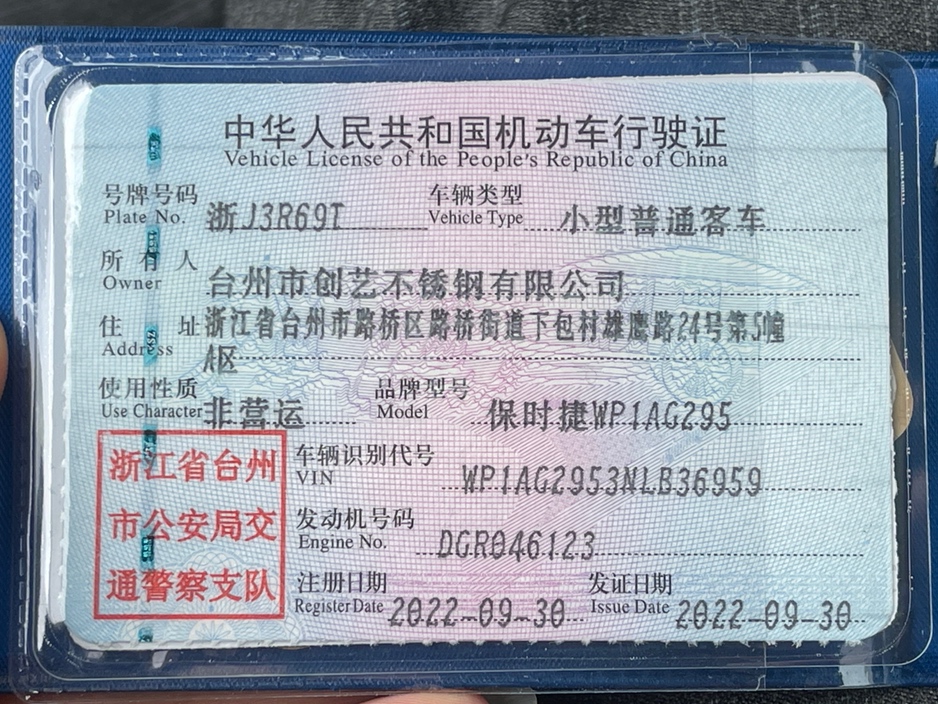 中华人民共和国机动车行驶证
Vehicle License of the People's Republic of China
号牌号码 浙J3R69T 车辆类型 小型普通客车
Plate No. Vehicle Type
所有人 台州市创艺不锈钢有限公司
Owner
住址 浙江省台州市路桥区路桥街道下包村雄鹰路24号第5幢
Address A区
使用性质 非营运 品牌型号 保时捷WP1AG295
Use Character Model
浙江省台州
市公安局交
通警察支队
车辆识别代号 WP1AG2953NLB36959
VIN
发动机号码 DGR046123
Engine No.
注册日期 2022-09-30 发证日期 2022-09-30
Register Date Issue Date